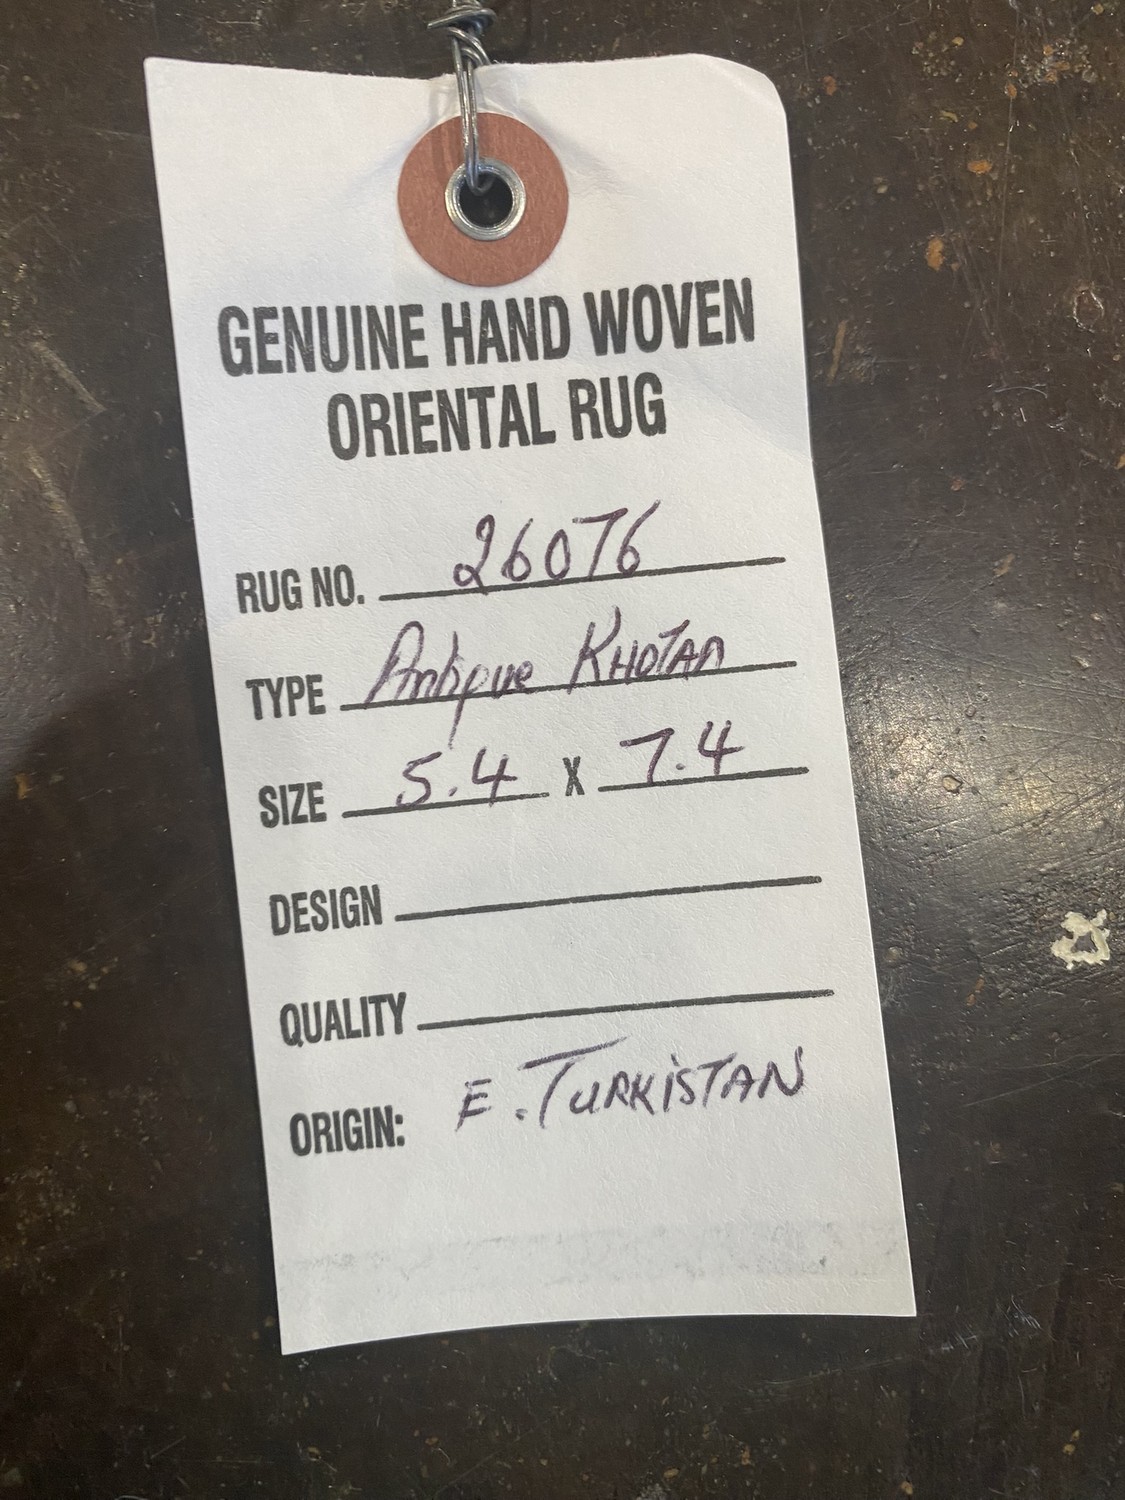 GENUINE HAND WOVEN
ORIENTAL RUG
RUG NO. 26076
TYPE Antique KHOTAN
SIZE 5.4 X 7.4
DESIGN
QUALITY
ORIGIN: E. TURKiSTAN